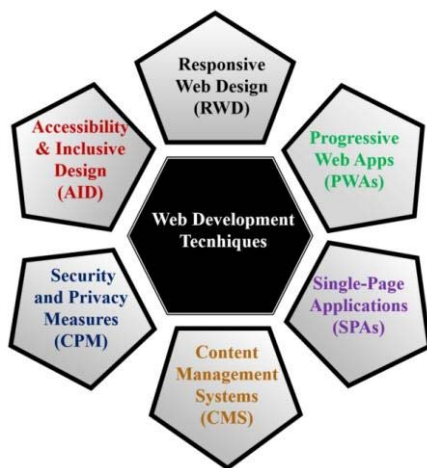 Responsive
Web Design
(RWD)
Accessibility
& Inclusive
Design
(AID)
Progressive
Web Apps
(PWAs)
Web Development
Tecnhiques
Security
and Privacy
Measures
(CPM)
Single-Page
Applications
(SPAs)
Content
Management
Systems
(CMS)